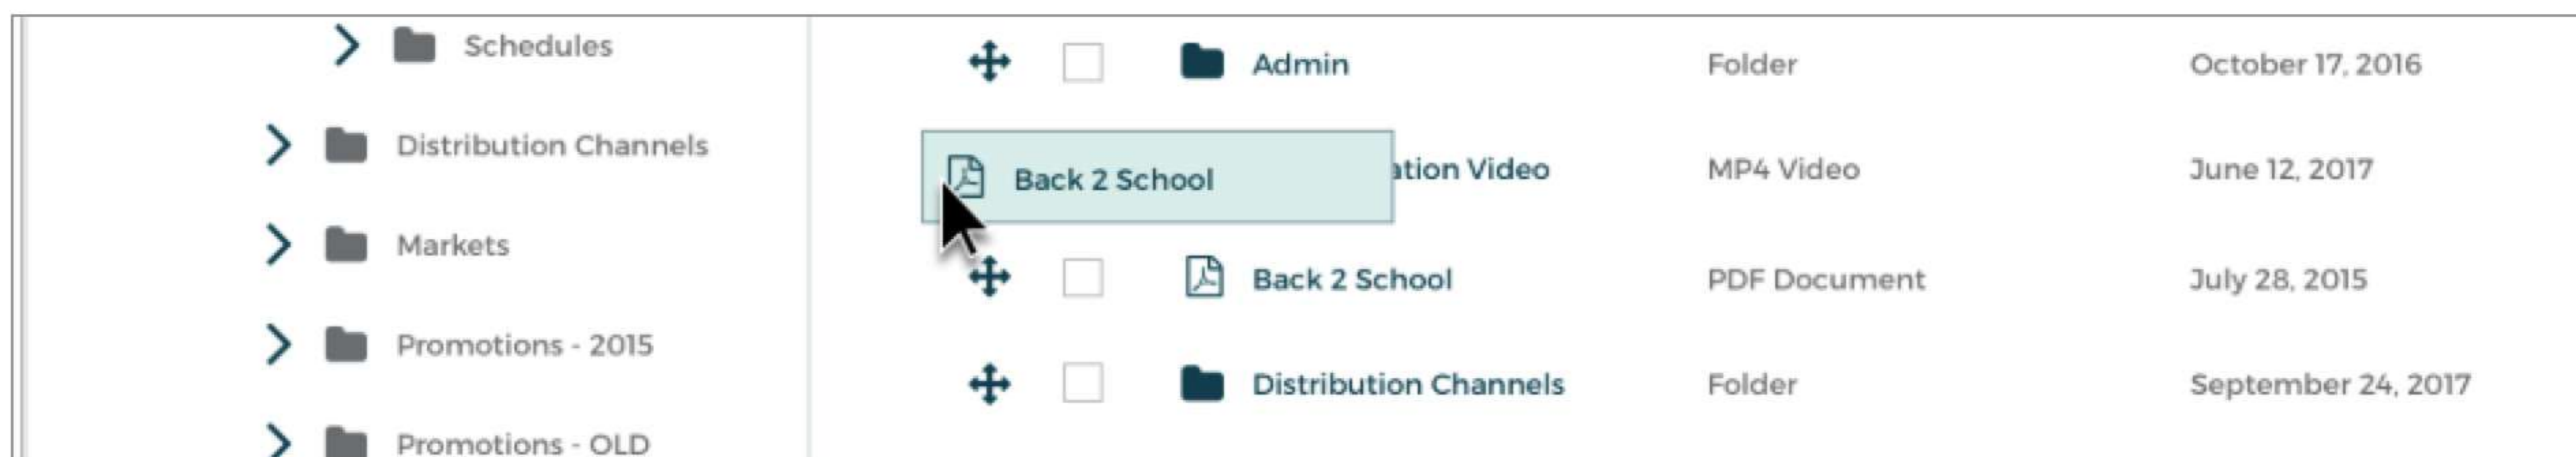 Schedules
Distribution Channels
Markets
Promotions - 2015
Promotions - OLD
Admin Folder October 17, 2016
Back 2 School Video MP4 Video June 12, 2017
Back 2 School PDF Document July 28, 2015
Distribution Channels Folder September 24, 2017